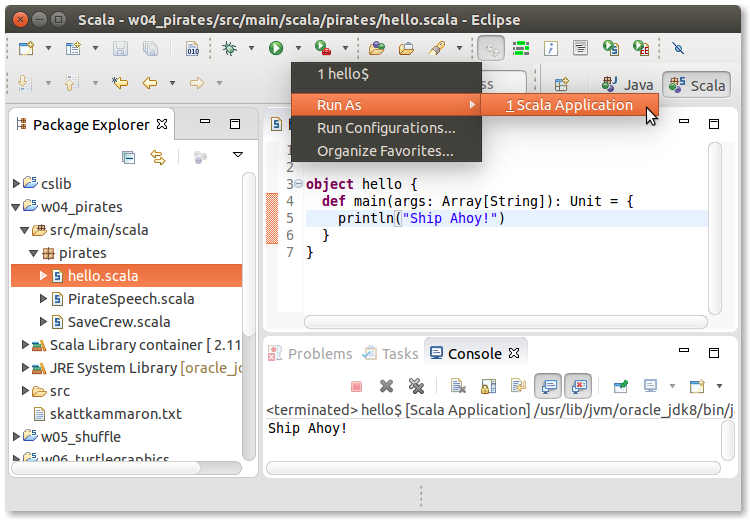 Scala - w04_pirates/src/main/scala/pirates/hello.scala - Eclipse
1 hello$
Run As
1 Scala Application
Run Configurations...
Organize Favorites...
Java
Scala
Package Explorer
cslib
w04_pirates
src/main/scala
pirates
hello.scala
PirateSpeech.scala
SaveCrew.scala
Scala Library container [ 2.11
JRE System Library [oracle_jd
src
skattkammaron.txt
w05_shuffle
w06_turtlegraphics
1
2
3 object hello {
4 def main(args: Array[String]): Unit = {
5 println("Ship Ahoy!")
6 }
7 }
Problems
Tasks
Console
<terminated> hello$ [Scala Application] /usr/lib/jvm/oracle_jdk8/bin/j
Ship Ahoy!